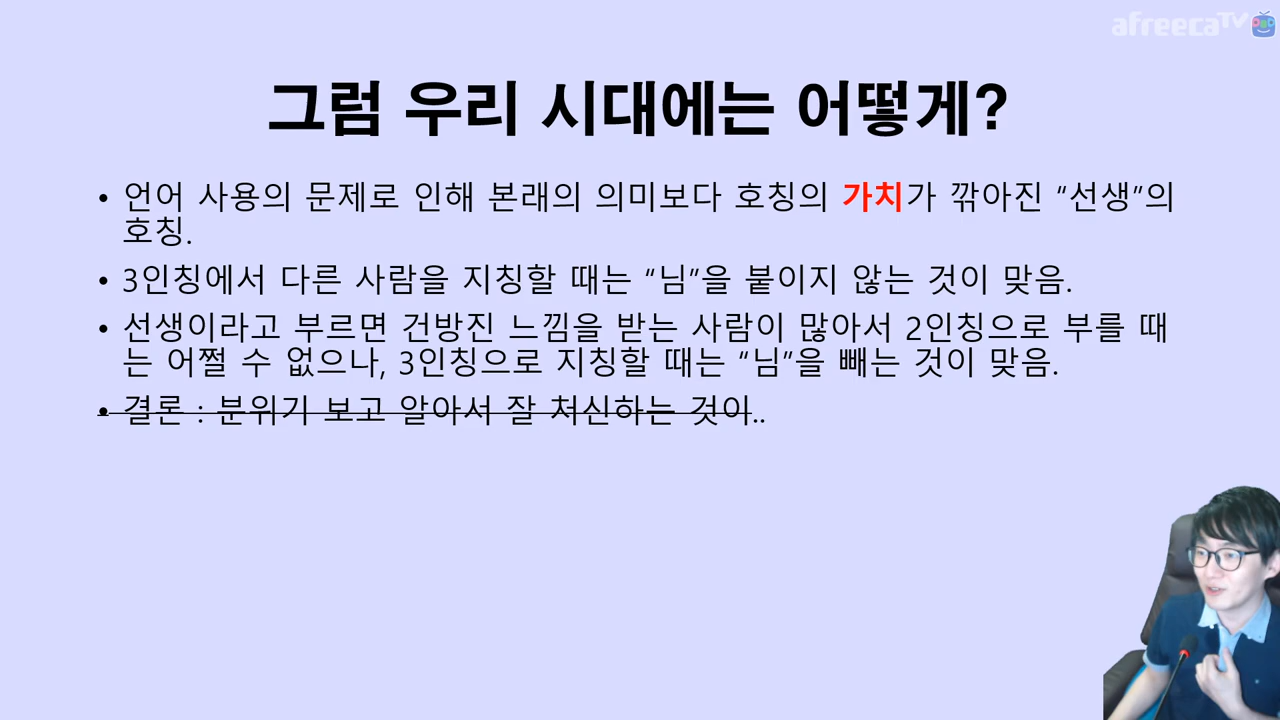 afreecaTV
그럼 우리 시대에는 어떻게?
• 언어 사용의 문제로 인해 본래의 의미보다 호칭의 가치가 깎아진 “선생”의
호칭.
• 3인칭에서 다른 사람을 지칭할 때는 “님”을 붙이지 않는 것이 맞음.
• 선생이라고 부르면 건방진 느낌을 받는 사람이 많아서 2인칭으로 부를 때
는 어쩔 수 없으나, 3인칭으로 지칭할 때는 “님”을 빼는 것이 맞음.
• 결론 : 분위기 보고 알아서 잘 처신하는 것이..